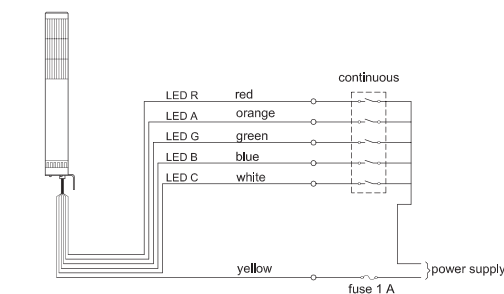 continuous
LED R red
LED A orange
LED G green
LED B blue
LED C white
yellow
power supply
fuse 1 A